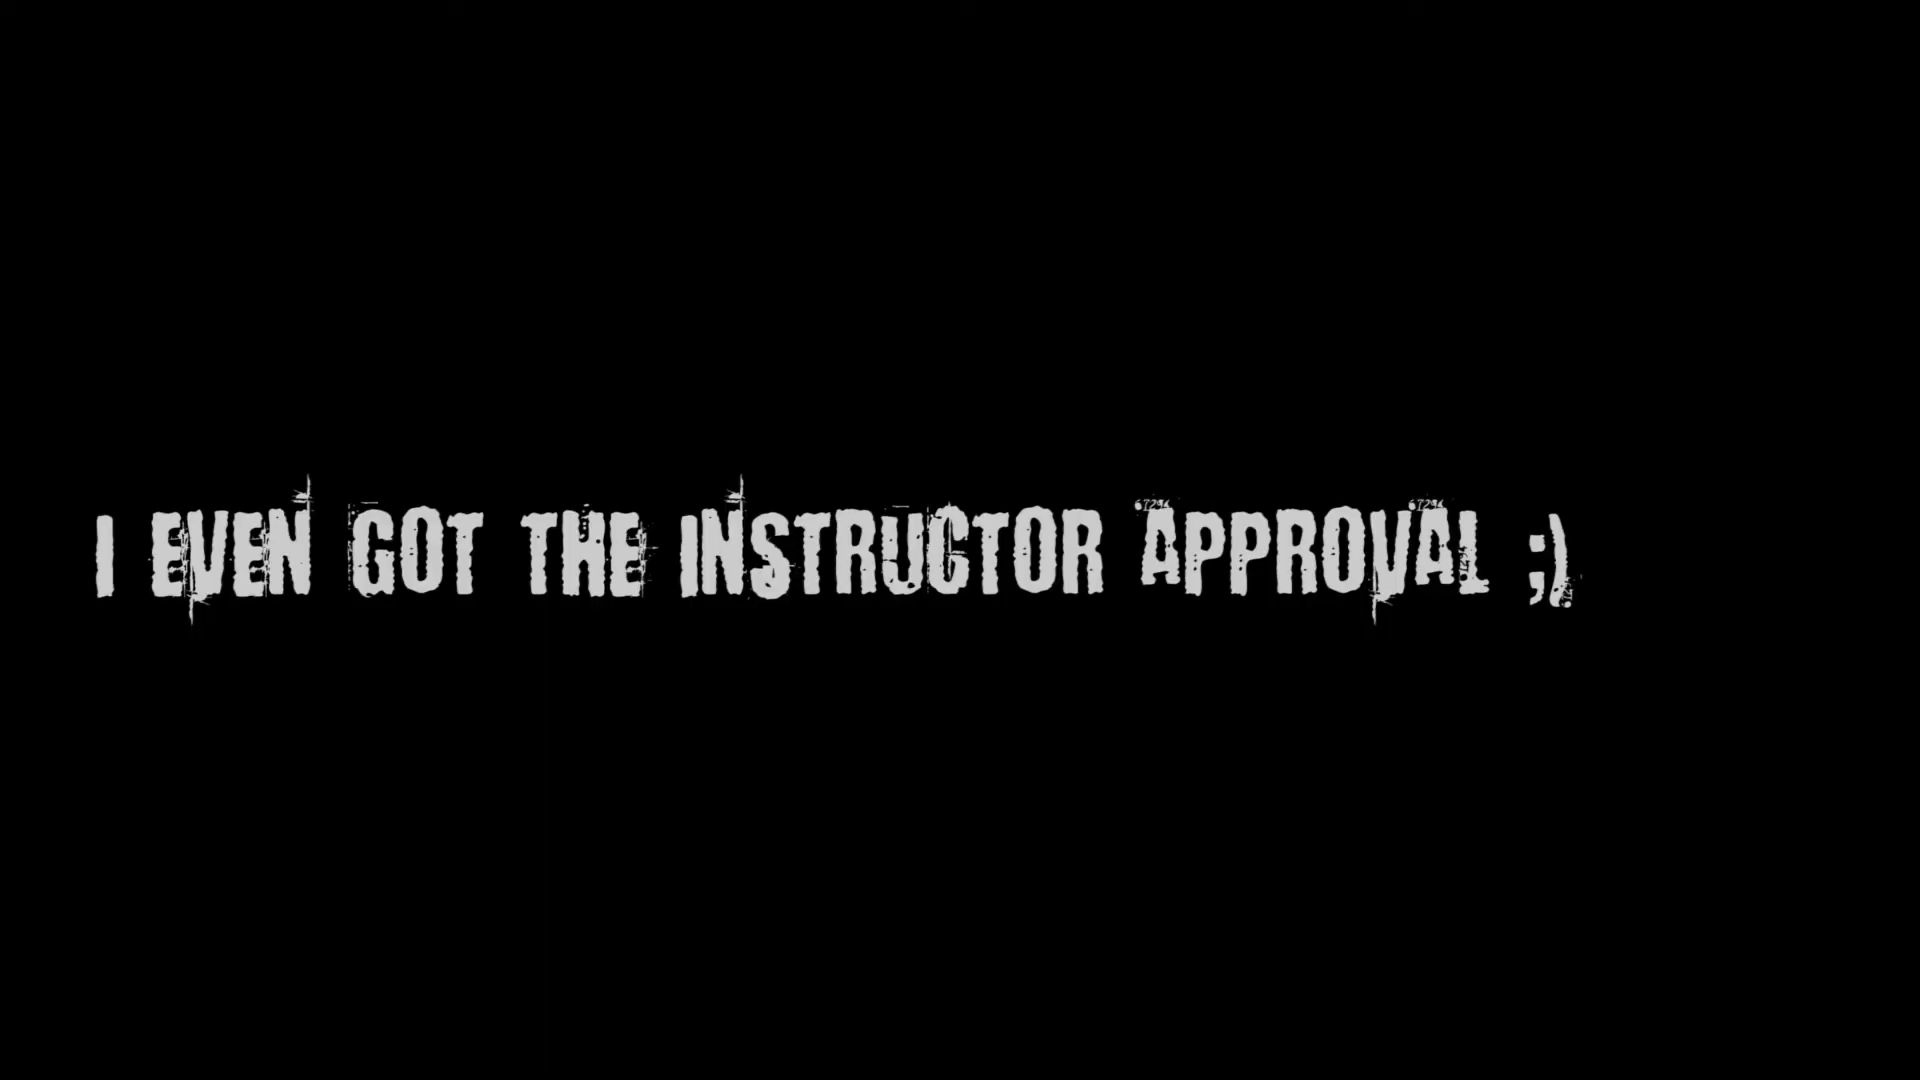 I EVEN GOT THE INSTRUCTOR APPROVAL ;)